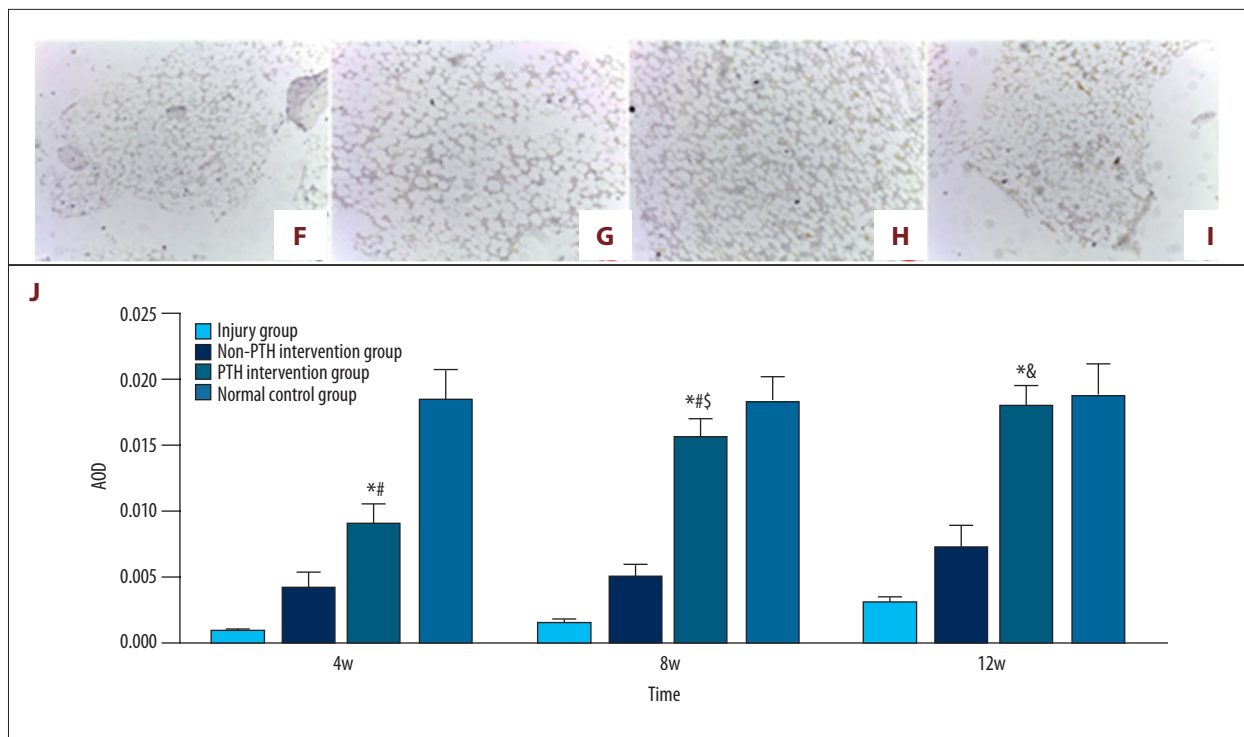 F
G
H
I
J
0.025
0.020
0.015
0.010
0.005
0.000
AOD
Injury group
Non-PTH intervention group
PTH intervention group
Normal control group
*#
*#$
*&
4w
8w
12w
Time